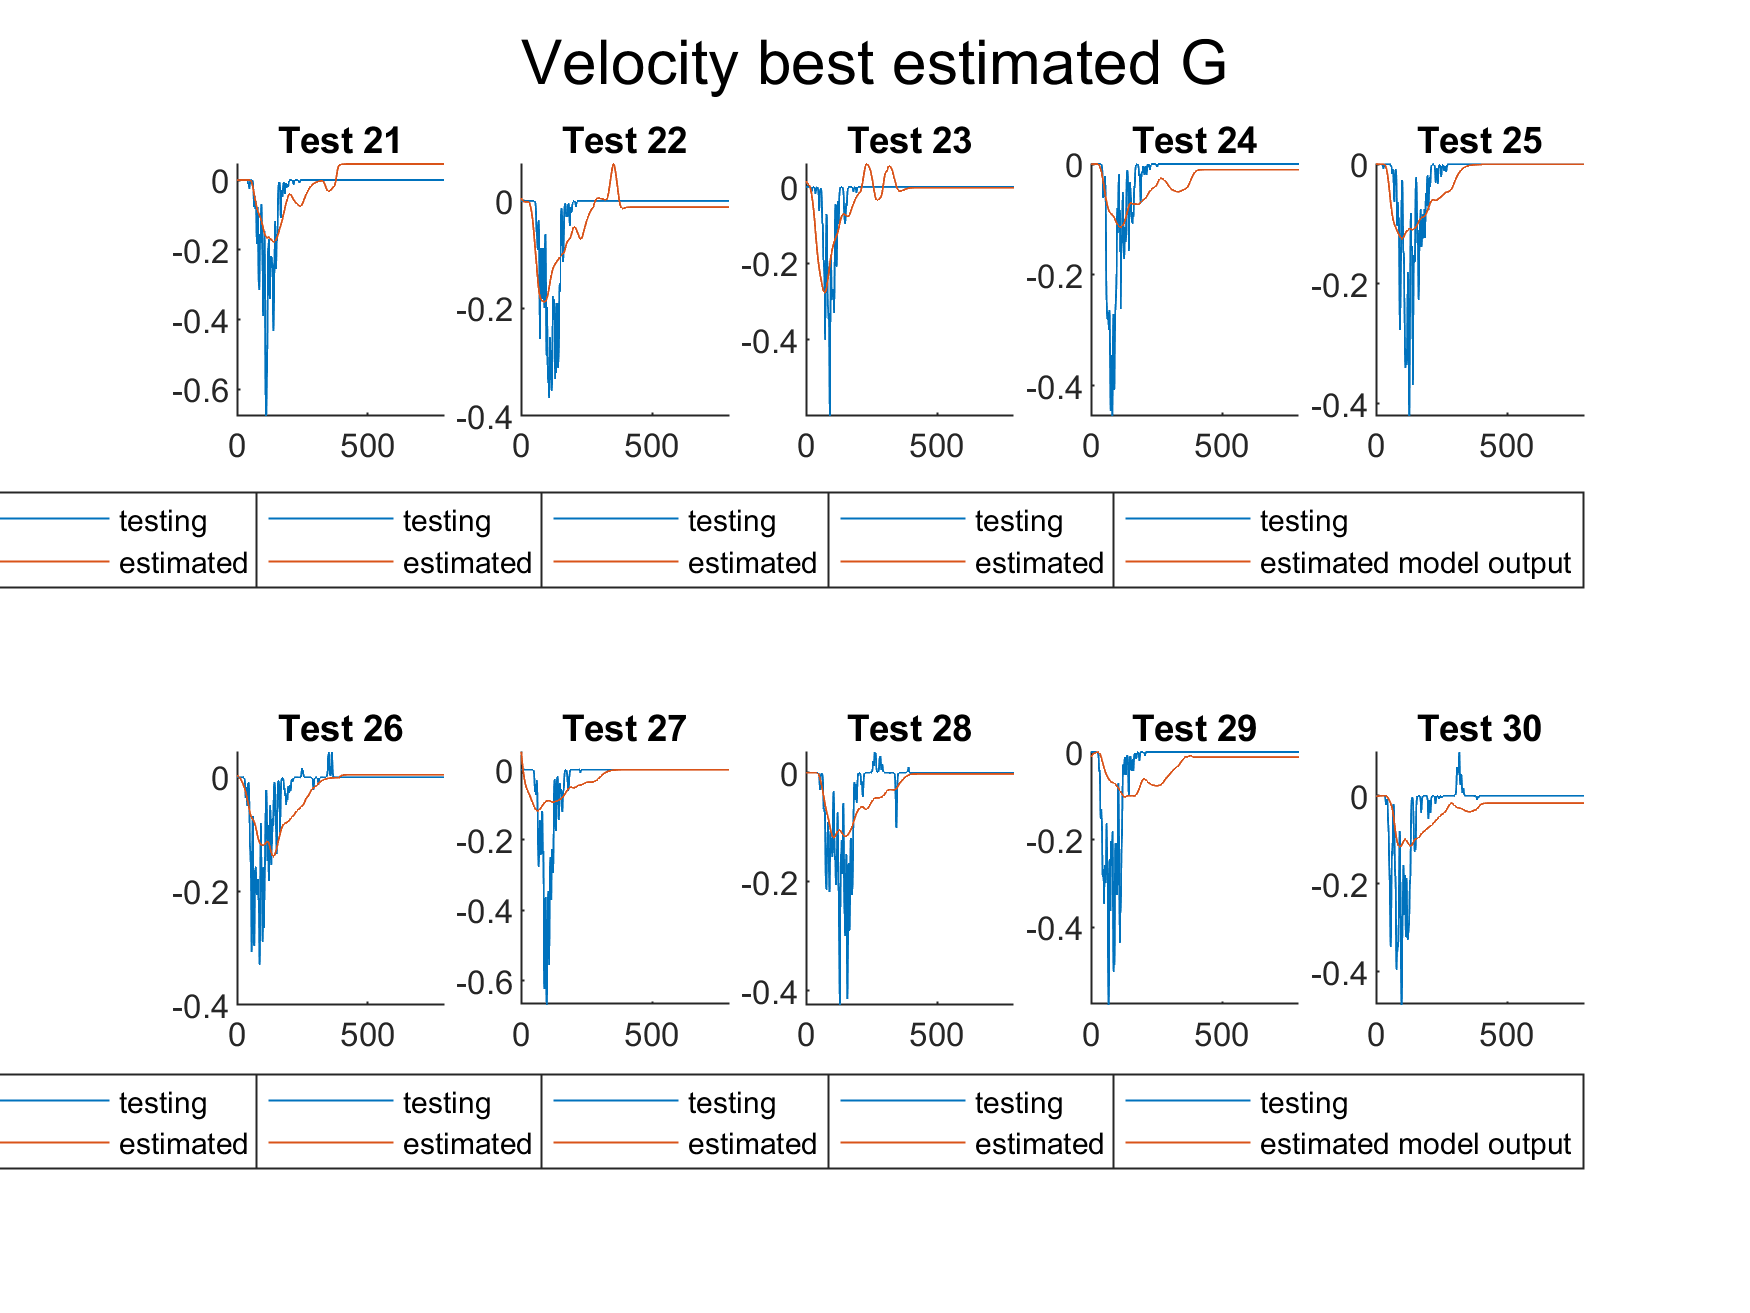 Velocity best estimated G
Test 21 Test 22 Test 23 Test 24 Test 25
0 0 0 0 0
-0.2 -0.2 -0.2 -0.2 -0.2
-0.4 -0.4 -0.4 -0.4 -0.4
-0.6
0 500 0 500 0 500 0 500 0 500
testing testing testing testing testing
estimated estimated estimated estimated estimated model output
Test 26 Test 27 Test 28 Test 29 Test 30
0 0 0 0 0
-0.2 -0.2 -0.2 -0.2 -0.2
-0.4 -0.4 -0.4 -0.4 -0.4
-0.6
0 500 0 500 0 500 0 500 0 500
testing testing testing testing testing
estimated estimated estimated estimated estimated model output